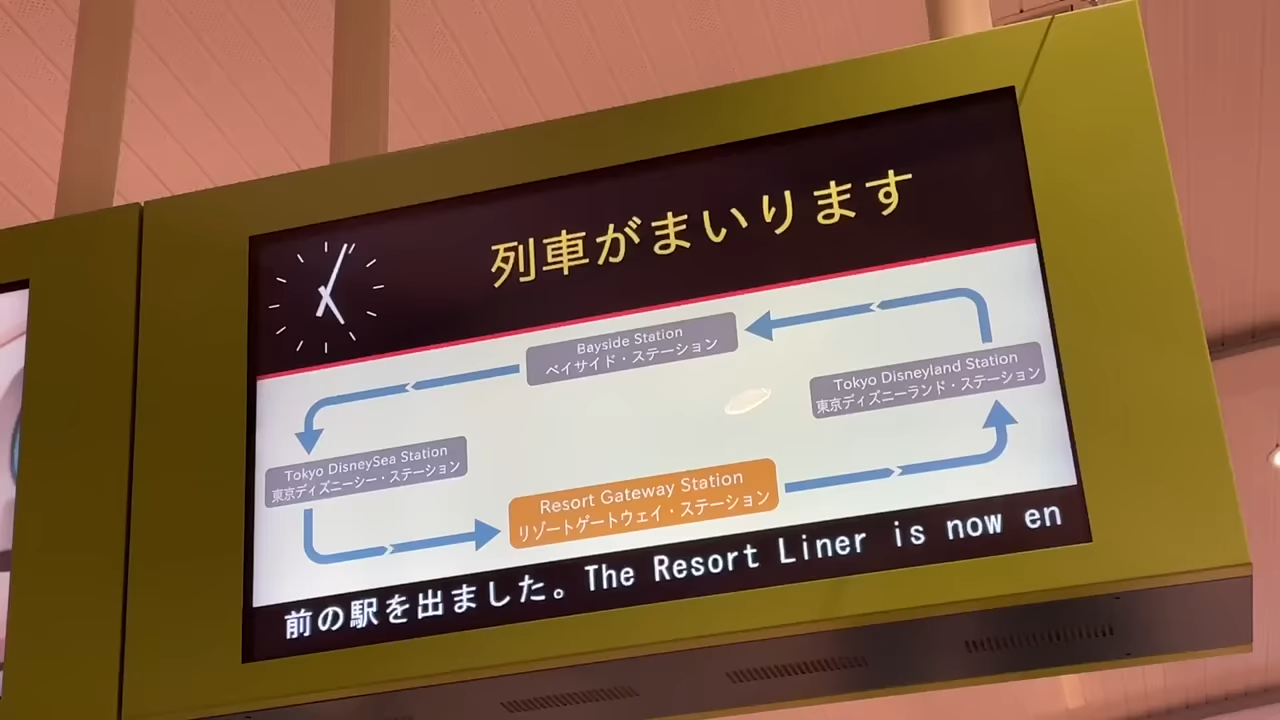 列車がまいります
Bayside Station
ベイサイド・ステーション
Tokyo Disneyland Station
東京ディズニーランド・ステーション
Tokyo DisneySea Station
東京ディズニーシー・ステーション
Resort Gateway Station
リゾートゲートウェイ・ステーション
前の駅を出ました。The Resort Liner is now en